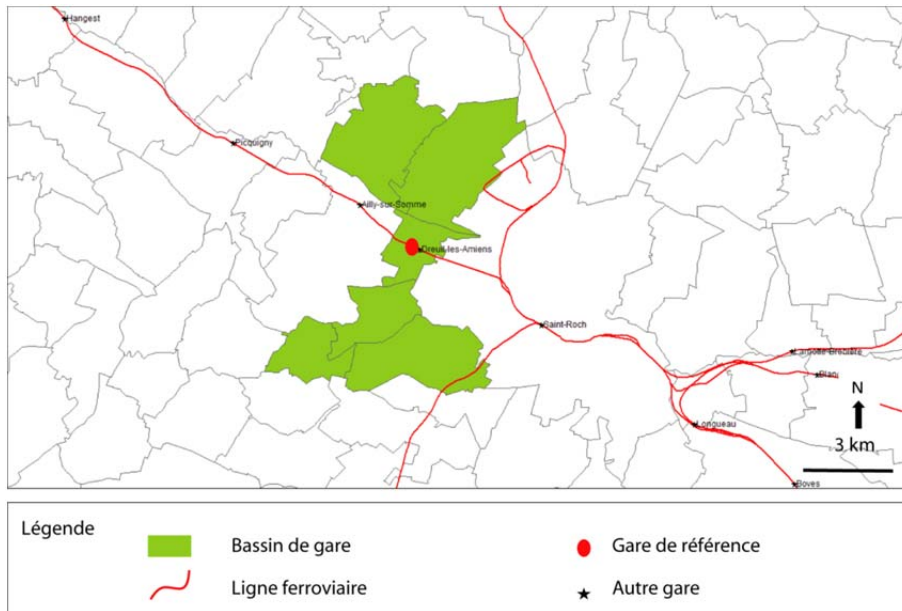 Hangest
Picquigny
Ailly-sur-Somme
Dreuil-les-Amiens
Saint-Roch
Longueau
Boves
N
3 km
Légende
Bassin de gare
Gare de référence
Ligne ferroviaire
Autre gare